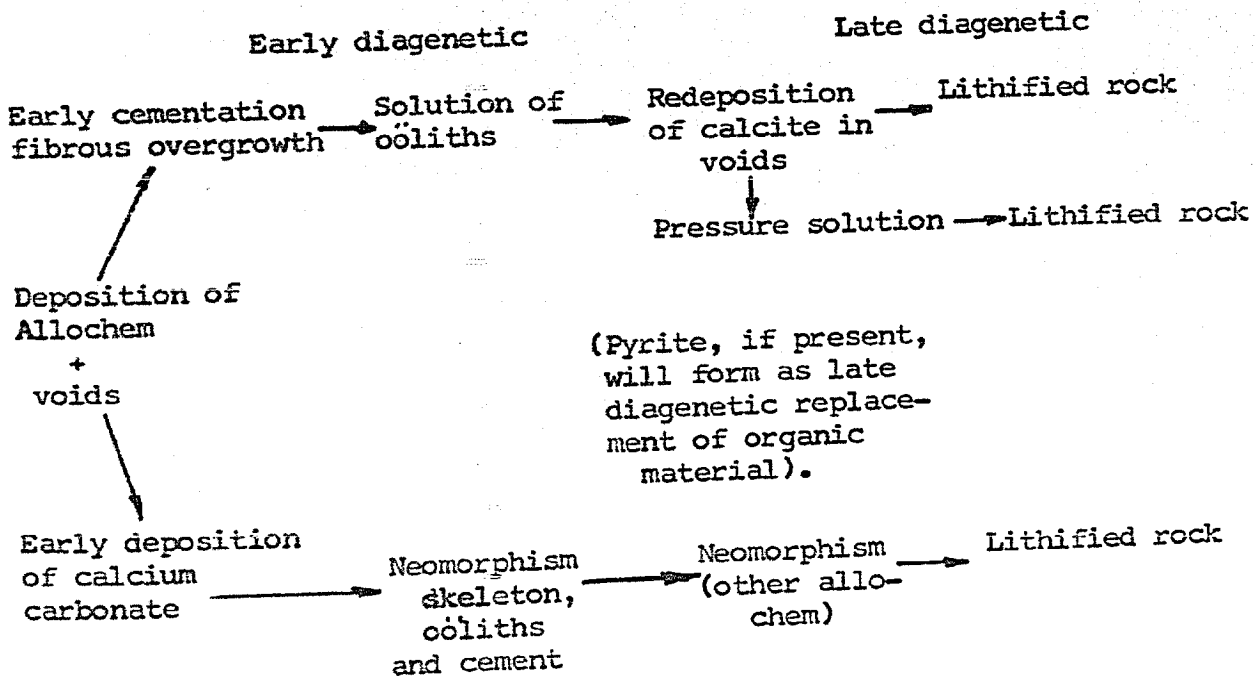 Early diagenetic
Late diagenetic
Early cementation
fibrous overgrowth
Solution of
oöliths
Redeposition
of calcite in
voids
Lithified rock
Pressure solution
Lithified rock
Deposition of
Allochem
+
voids
(Pyrite, if present,
will form as late
diagenetic replace-
ment of organic
material).
Early deposition
of calcium
carbonate
Neomorphism
skeleton,
oöliths
and cement
Neomorphism
(other allo-
chem)
Lithified rock